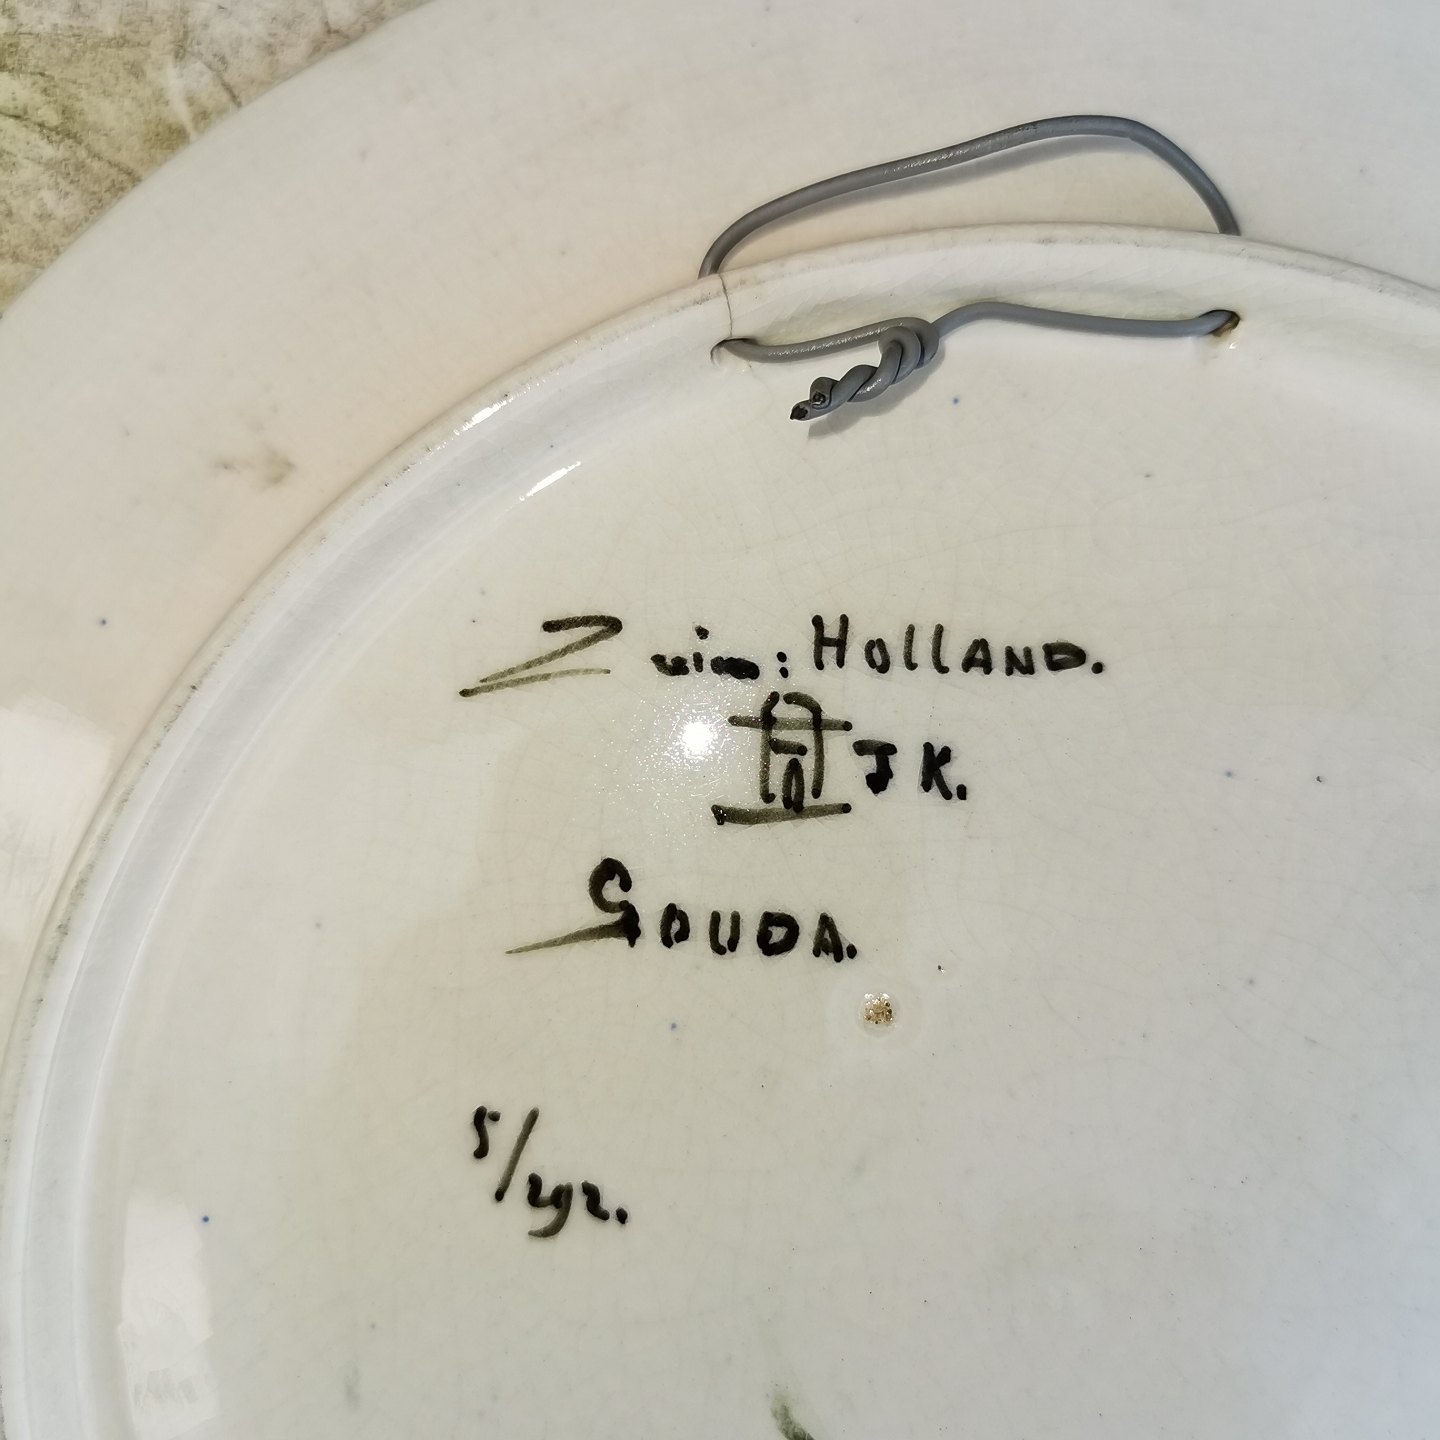 Zuid: HOLLAND.
JK.
GOUDA.
5/292.